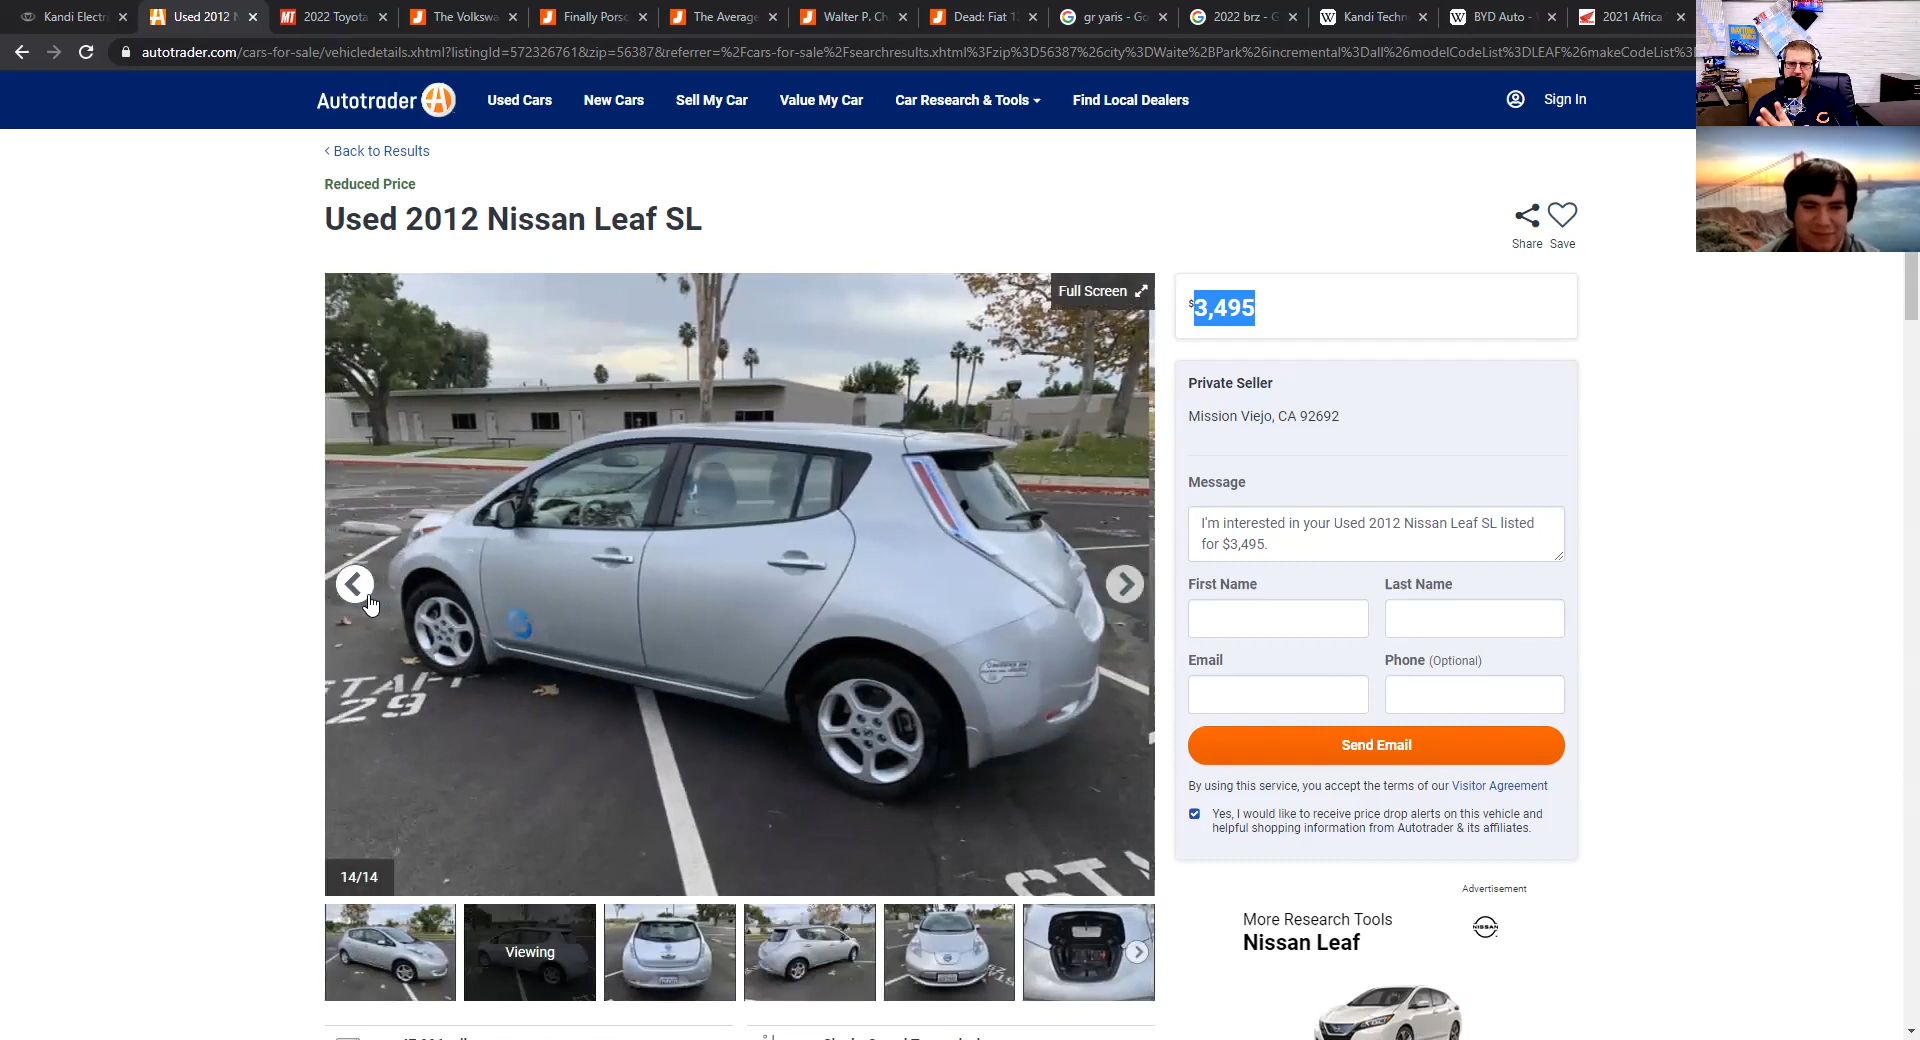 Kandi Electri
Used 2012 N
2022 Toyota
The Volkswa
Finally Porsc
The Average
Walter P. Ch
Dead: Fiat 12
gr yaris - Go
2022 brz - G
Kandi Techn
BYD Auto -
2021 Africa
autotrader.com/cars-for-sale/vehicledetails.xhtml?listingId=572326761&zip=56387&referrer=%2Fcars-for-sale%2Fsearchresults.xhtml%3Fzip%3D56387%26city%3DWaite%2BPark%26incremental%3Dall%26modelCodeList%3DLEAF%26makeCodeList%3
Autotrader
Used Cars
New Cars
Sell My Car
Value My Car
Car Research & Tools
Find Local Dealers
Sign In
< Back to Results
Reduced Price
Used 2012 Nissan Leaf SL
Share Save
Full Screen
$3,495
Private Seller
Mission Viejo, CA 92692
Message
I'm interested in your Used 2012 Nissan Leaf SL listed
for $3,495.
First Name
Last Name
Email
Phone (Optional)
Send Email
By using this service, you accept the terms of our Visitor Agreement
Yes, I would like to receive price drop alerts on this vehicle and
helpful shopping information from Autotrader & its affiliates.
STAFF
29
14/14
Viewing
Advertisement
More Research Tools
Nissan Leaf
NISSAN